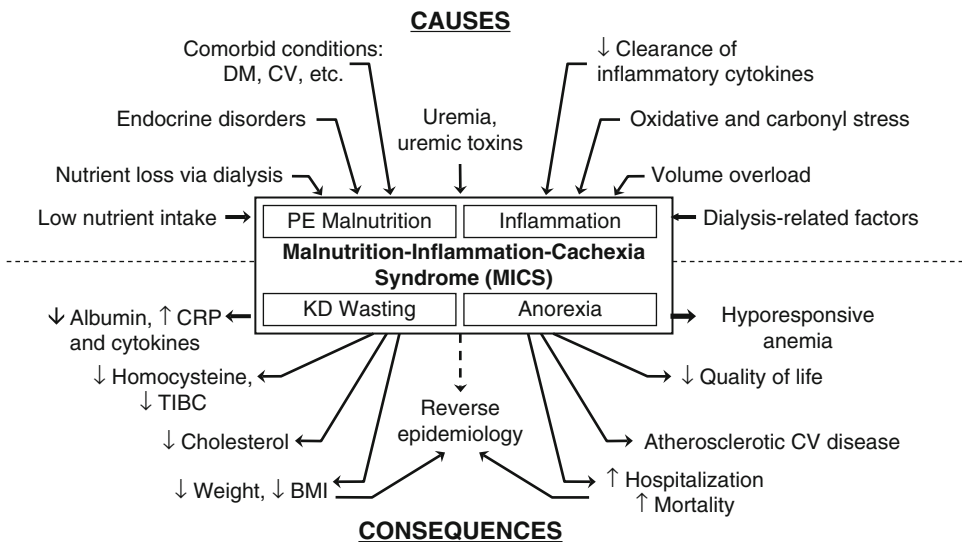 CAUSES
Comorbid conditions:
DM, CV, etc.
↓ Clearance of
inflammatory cytokines
Endocrine disorders
Uremia,
uremic toxins
Oxidative and carbonyl stress
Nutrient loss via dialysis
Volume overload
Low nutrient intake
PE Malnutrition
Inflammation
Dialysis-related factors
Malnutrition-Inflammation-Cachexia
Syndrome (MICS)
KD Wasting
Anorexia
↓ Albumin, ↑ CRP
and cytokines
Hyporesponsive
anemia
↓ Homocysteine,
↓ TIBC
↓ Quality of life
Reverse
epidemiology
↓ Cholesterol
Atherosclerotic CV disease
↓ Weight, ↓ BMI
↑ Hospitalization
↑ Mortality
CONSEQUENCES